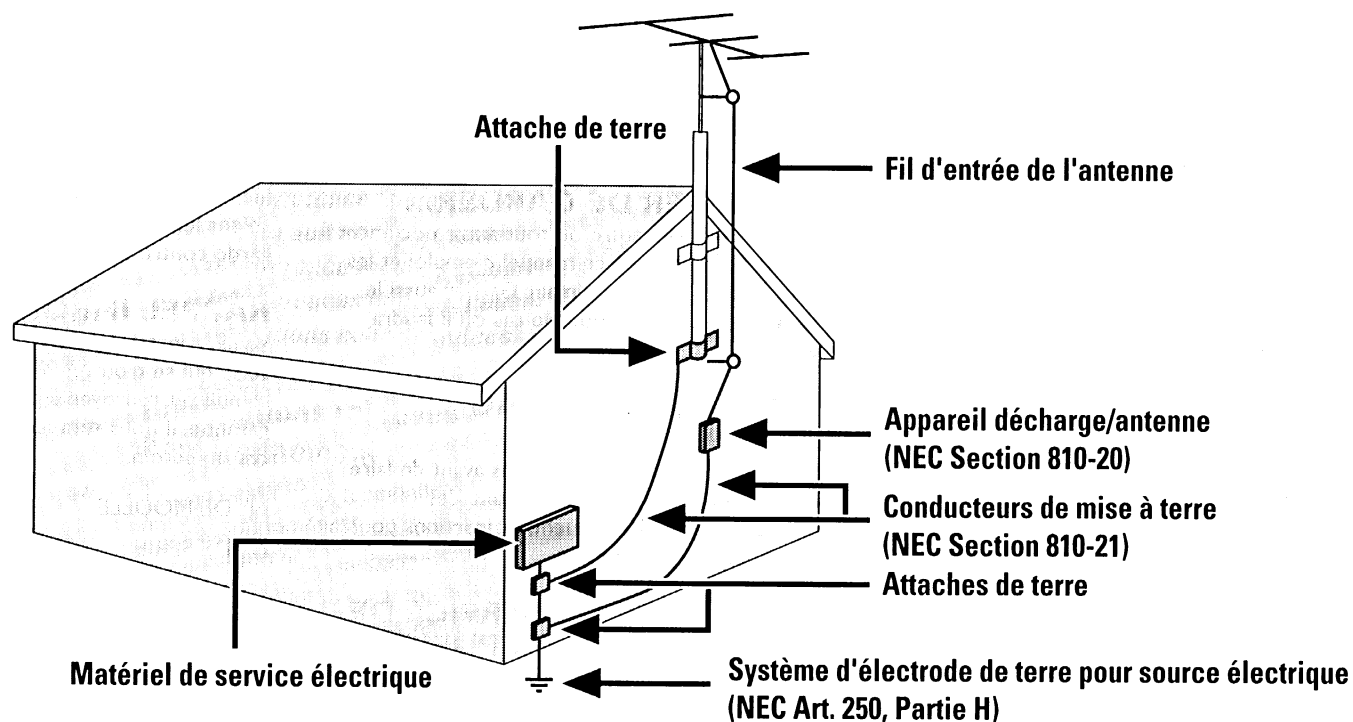 Attache de terre
Fil d'entrée de l'antenne
Appareil décharge/antenne
(NEC Section 810-20)
Conducteurs de mise à terre
(NEC Section 810-21)
Attaches de terre
Matériel de service électrique
Système d'électrode de terre pour source électrique
(NEC Art. 250, Partie H)